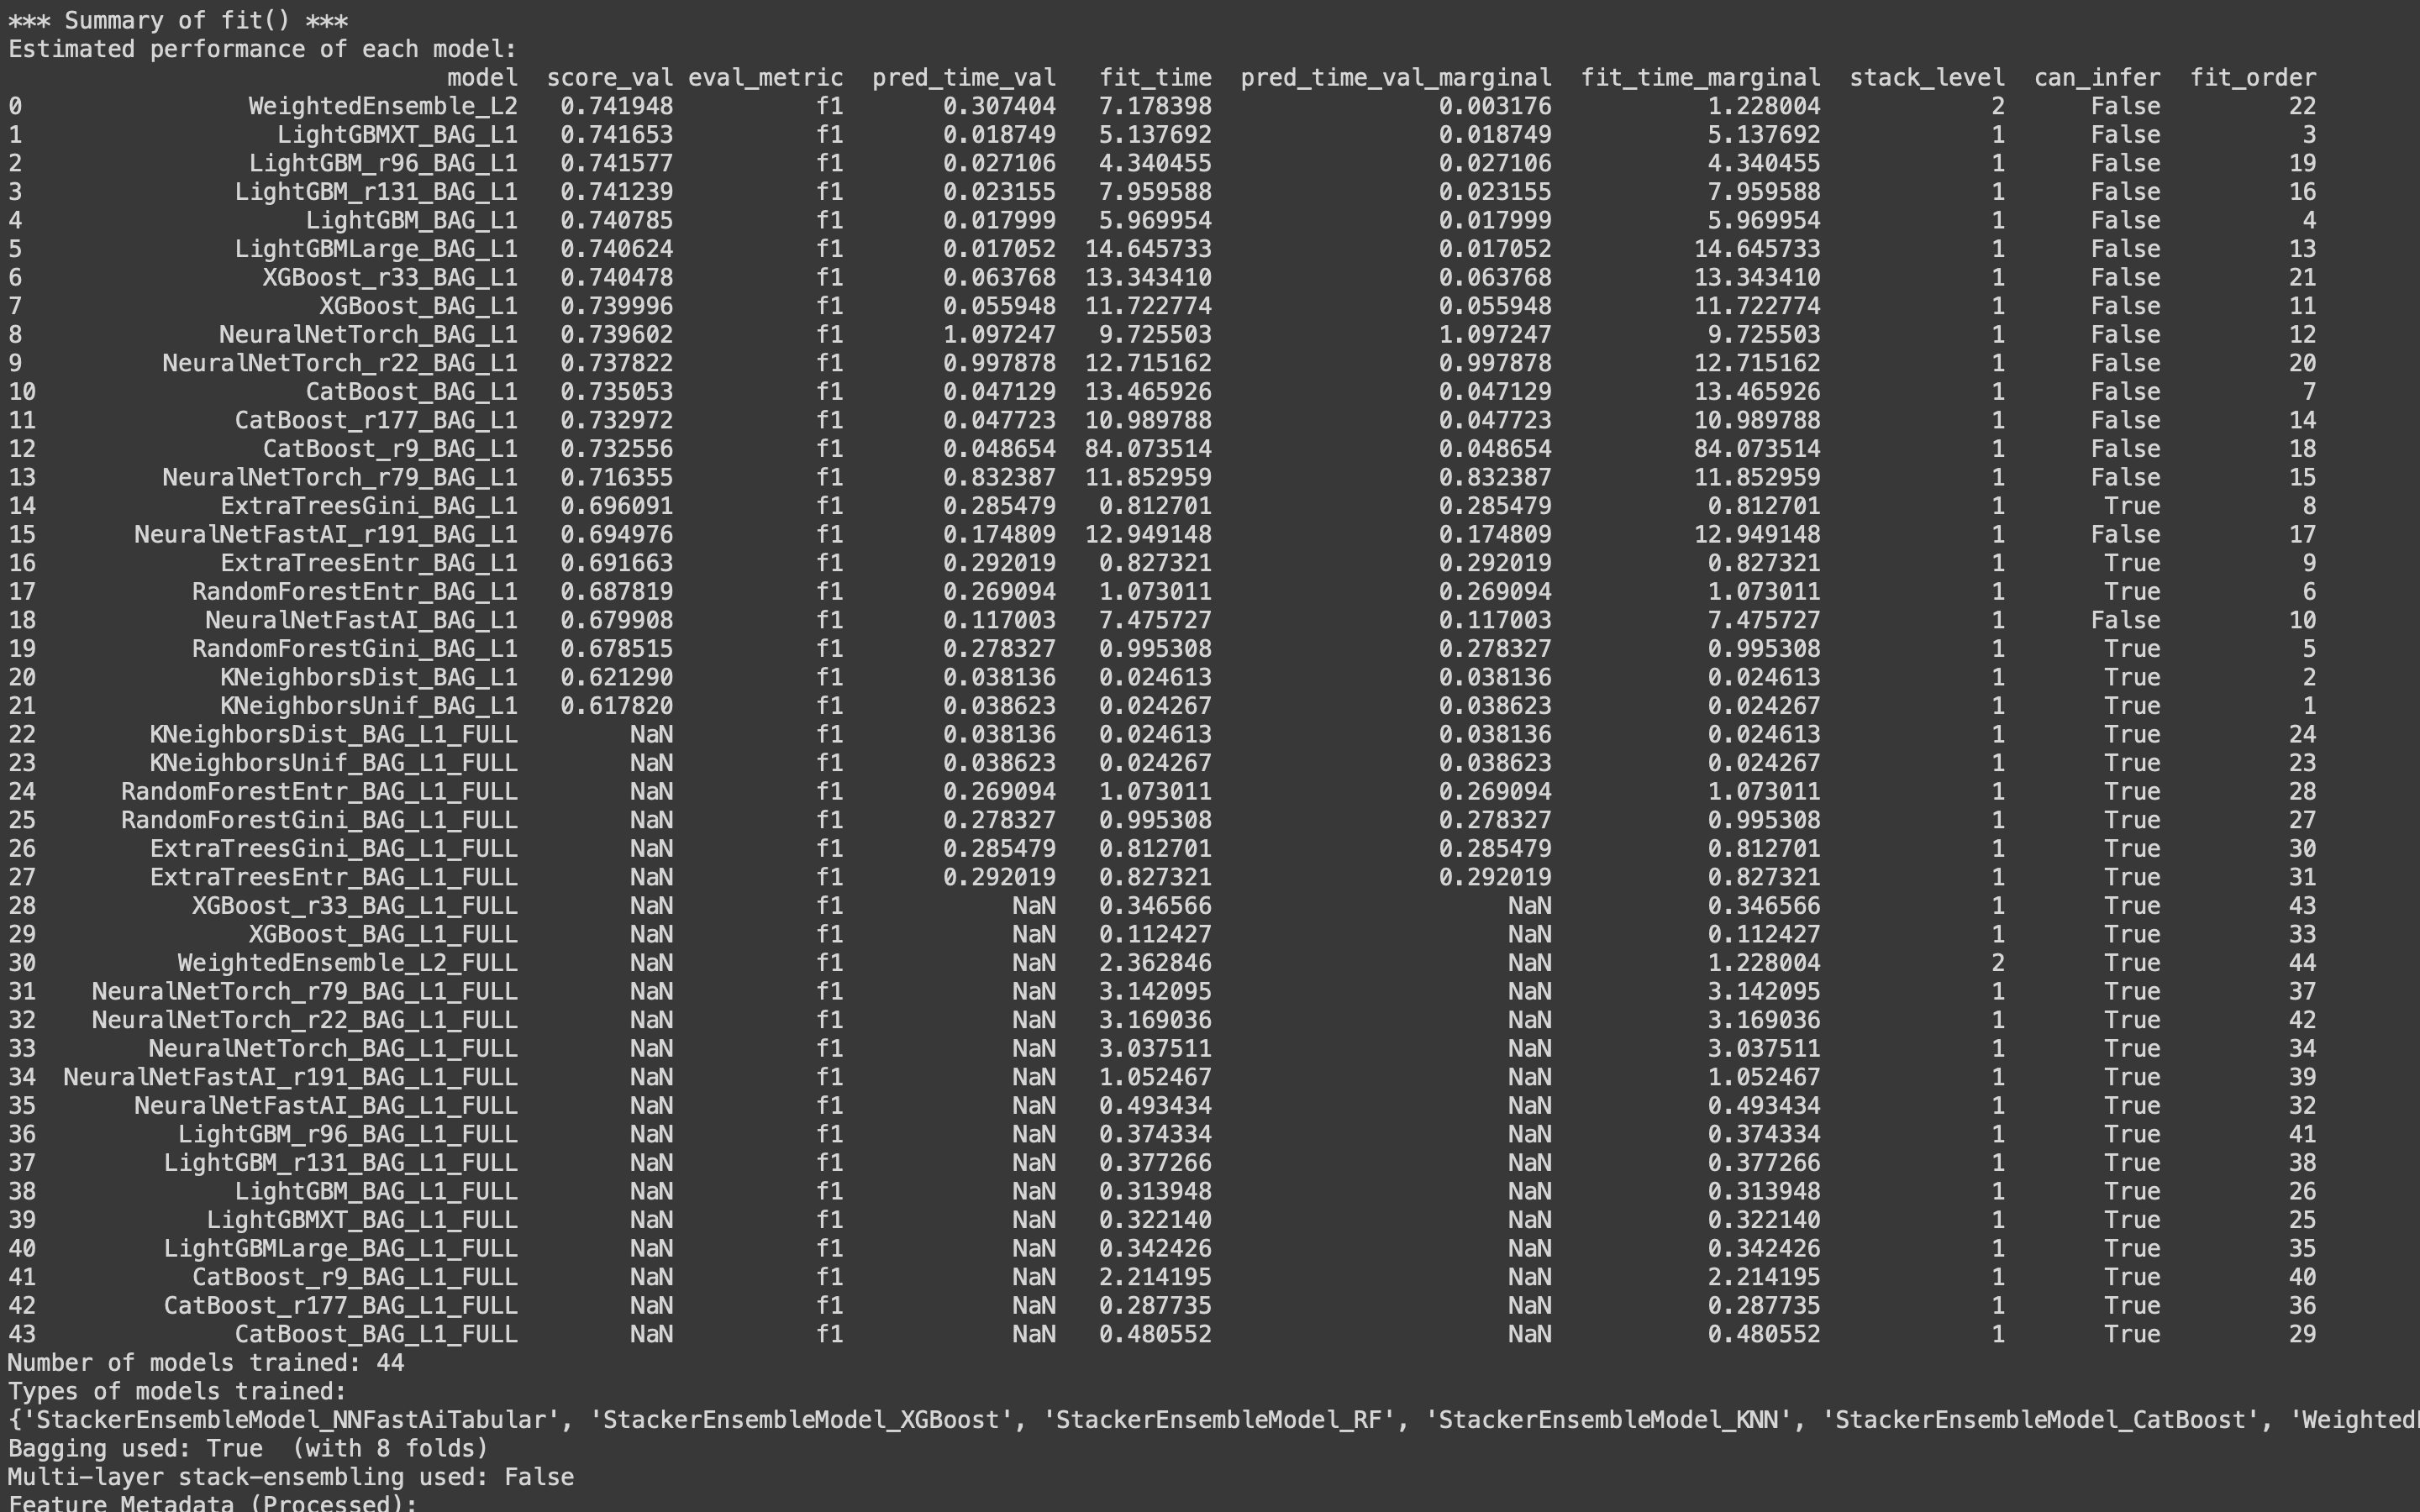 *** Summary of fit() ***
Estimated performance of each model:
model score_val eval_metric pred_time_val fit_time pred_time_val_marginal fit_time_marginal stack_level can_infer fit_order
0 WeightedEnsemble_L2 0.741948 f1 0.307404 7.178398 0.003176 1.228004 2 False 22
1 LightGBMXT_BAG_L1 0.741653 f1 0.018749 5.137692 0.018749 5.137692 1 False 3
2 LightGBM_r96_BAG_L1 0.741577 f1 0.027106 4.340455 0.027106 4.340455 1 False 19
3 LightGBM_r131_BAG_L1 0.741239 f1 0.023155 7.959588 0.023155 7.959588 1 False 16
4 LightGBM_BAG_L1 0.740785 f1 0.017999 5.969954 0.017999 5.969954 1 False 4
5 LightGBMLarge_BAG_L1 0.740624 f1 0.017052 14.645733 0.017052 14.645733 1 False 13
6 XGBoost_r33_BAG_L1 0.740478 f1 0.063768 13.343410 0.063768 13.343410 1 False 21
7 XGBoost_BAG_L1 0.739996 f1 0.055948 11.722774 0.055948 11.722774 1 False 11
8 NeuralNetTorch_BAG_L1 0.739602 f1 1.097247 9.725503 1.097247 9.725503 1 False 12
9 NeuralNetTorch_r22_BAG_L1 0.737822 f1 0.997878 12.715162 0.997878 12.715162 1 False 20
10 CatBoost_BAG_L1 0.735053 f1 0.047129 13.465926 0.047129 13.465926 1 False 7
11 CatBoost_r177_BAG_L1 0.732972 f1 0.047723 10.989788 0.047723 10.989788 1 False 14
12 CatBoost_r9_BAG_L1 0.732556 f1 0.048654 84.073514 0.048654 84.073514 1 False 18
13 NeuralNetTorch_r79_BAG_L1 0.716355 f1 0.832387 11.852959 0.832387 11.852959 1 False 15
14 ExtraTreesGini_BAG_L1 0.696091 f1 0.285479 0.812701 0.285479 0.812701 1 True 8
15 NeuralNetFastAI_r191_BAG_L1 0.694976 f1 0.174809 12.949148 0.174809 12.949148 1 False 17
16 ExtraTreesEntr_BAG_L1 0.691663 f1 0.292019 0.827321 0.292019 0.827321 1 True 9
17 RandomForestEntr_BAG_L1 0.687819 f1 0.269094 1.073011 0.269094 1.073011 1 True 6
18 NeuralNetFastAI_BAG_L1 0.679908 f1 0.117003 7.475727 0.117003 7.475727 1 False 10
19 RandomForestGini_BAG_L1 0.678515 f1 0.278327 0.995308 0.278327 0.995308 1 True 5
20 KNeighborsDist_BAG_L1 0.621290 f1 0.038136 0.024613 0.038136 0.024613 1 True 2
21 KNeighborsUnif_BAG_L1 0.617820 f1 0.038623 0.024267 0.038623 0.024267 1 True 1
22 KNeighborsDist_BAG_L1_FULL NaN f1 0.038136 0.024613 0.038136 0.024613 1 True 24
23 KNeighborsUnif_BAG_L1_FULL NaN f1 0.038623 0.024267 0.038623 0.024267 1 True 23
24 RandomForestEntr_BAG_L1_FULL NaN f1 0.269094 1.073011 0.269094 1.073011 1 True 28
25 RandomForestGini_BAG_L1_FULL NaN f1 0.278327 0.995308 0.278327 0.995308 1 True 27
26 ExtraTreesGini_BAG_L1_FULL NaN f1 0.285479 0.812701 0.285479 0.812701 1 True 30
27 ExtraTreesEntr_BAG_L1_FULL NaN f1 0.292019 0.827321 0.292019 0.827321 1 True 31
28 XGBoost_r33_BAG_L1_FULL NaN f1 NaN 0.346566 NaN 0.346566 1 True 43
29 XGBoost_BAG_L1_FULL NaN f1 NaN 0.112427 NaN 0.112427 1 True 33
30 WeightedEnsemble_L2_FULL NaN f1 NaN 2.362846 NaN 1.228004 2 True 44
31 NeuralNetTorch_r79_BAG_L1_FULL NaN f1 NaN 3.142095 NaN 3.142095 1 True 37
32 NeuralNetTorch_r22_BAG_L1_FULL NaN f1 NaN 3.169036 NaN 3.169036 1 True 42
33 NeuralNetTorch_BAG_L1_FULL NaN f1 NaN 3.037511 NaN 3.037511 1 True 34
34 NeuralNetFastAI_r191_BAG_L1_FULL NaN f1 NaN 1.052467 NaN 1.052467 1 True 39
35 NeuralNetFastAI_BAG_L1_FULL NaN f1 NaN 0.493434 NaN 0.493434 1 True 32
36 LightGBM_r96_BAG_L1_FULL NaN f1 NaN 0.374334 NaN 0.374334 1 True 41
37 LightGBM_r131_BAG_L1_FULL NaN f1 NaN 0.377266 NaN 0.377266 1 True 38
38 LightGBM_BAG_L1_FULL NaN f1 NaN 0.313948 NaN 0.313948 1 True 26
39 LightGBMXT_BAG_L1_FULL NaN f1 NaN 0.322140 NaN 0.322140 1 True 25
40 LightGBMLarge_BAG_L1_FULL NaN f1 NaN 0.342426 NaN 0.342426 1 True 35
41 CatBoost_r9_BAG_L1_FULL NaN f1 NaN 2.214195 NaN 2.214195 1 True 40
42 CatBoost_r177_BAG_L1_FULL NaN f1 NaN 0.287735 NaN 0.287735 1 True 36
43 CatBoost_BAG_L1_FULL NaN f1 NaN 0.480552 NaN 0.480552 1 True 29
Number of models trained: 44
Types of models trained:
{'StackerEnsembleModel_NNFastAiTabular', 'StackerEnsembleModel_XGBoost', 'StackerEnsembleModel_RF', 'StackerEnsembleModel_KNN', 'StackerEnsembleModel_CatBoost', 'Weighted
Bagging used: True  (with 8 folds)
Multi-layer stack-ensembling used: False
Feature Metadata (Processed):